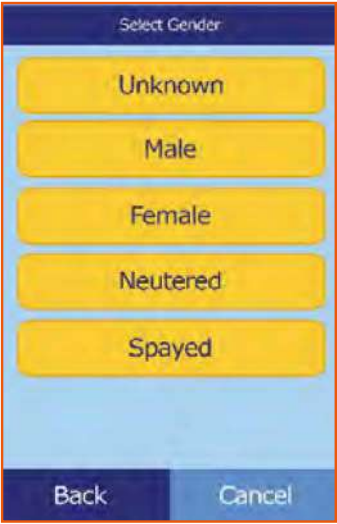 Select Gender
Unknown
Male
Female
Neutered
Spayed
Back
Cancel